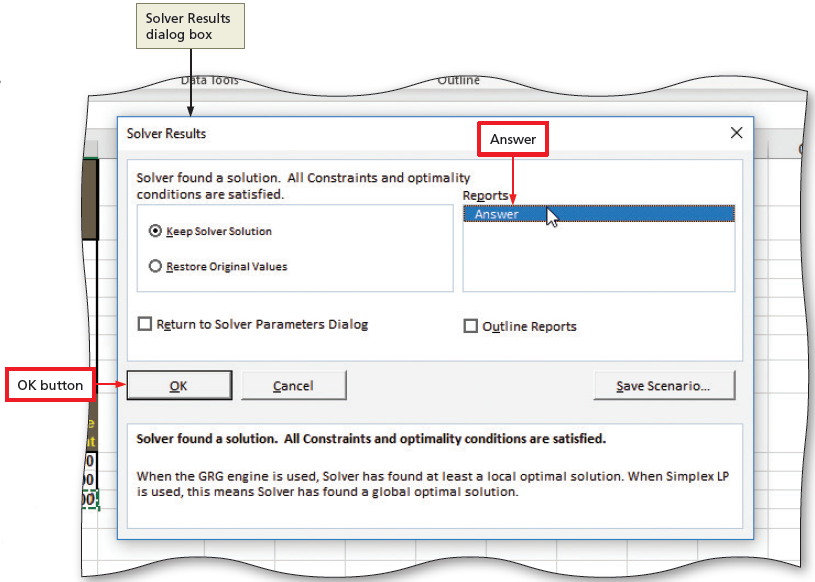 Solver Results
dialog box
Data Tools
Outline
Solver Results
Answer
Solver found a solution. All Constraints and optimality
conditions are satisfied.
Reports
Answer
Keep Solver Solution
Restore Original Values
Return to Solver Parameters Dialog
Outline Reports
OK button
OK
Cancel
Save Scenario...
Solver found a solution. All Constraints and optimality conditions are satisfied.
When the GRG engine is used, Solver has found at least a local optimal solution. When Simplex LP
is used, this means Solver has found a global optimal solution.